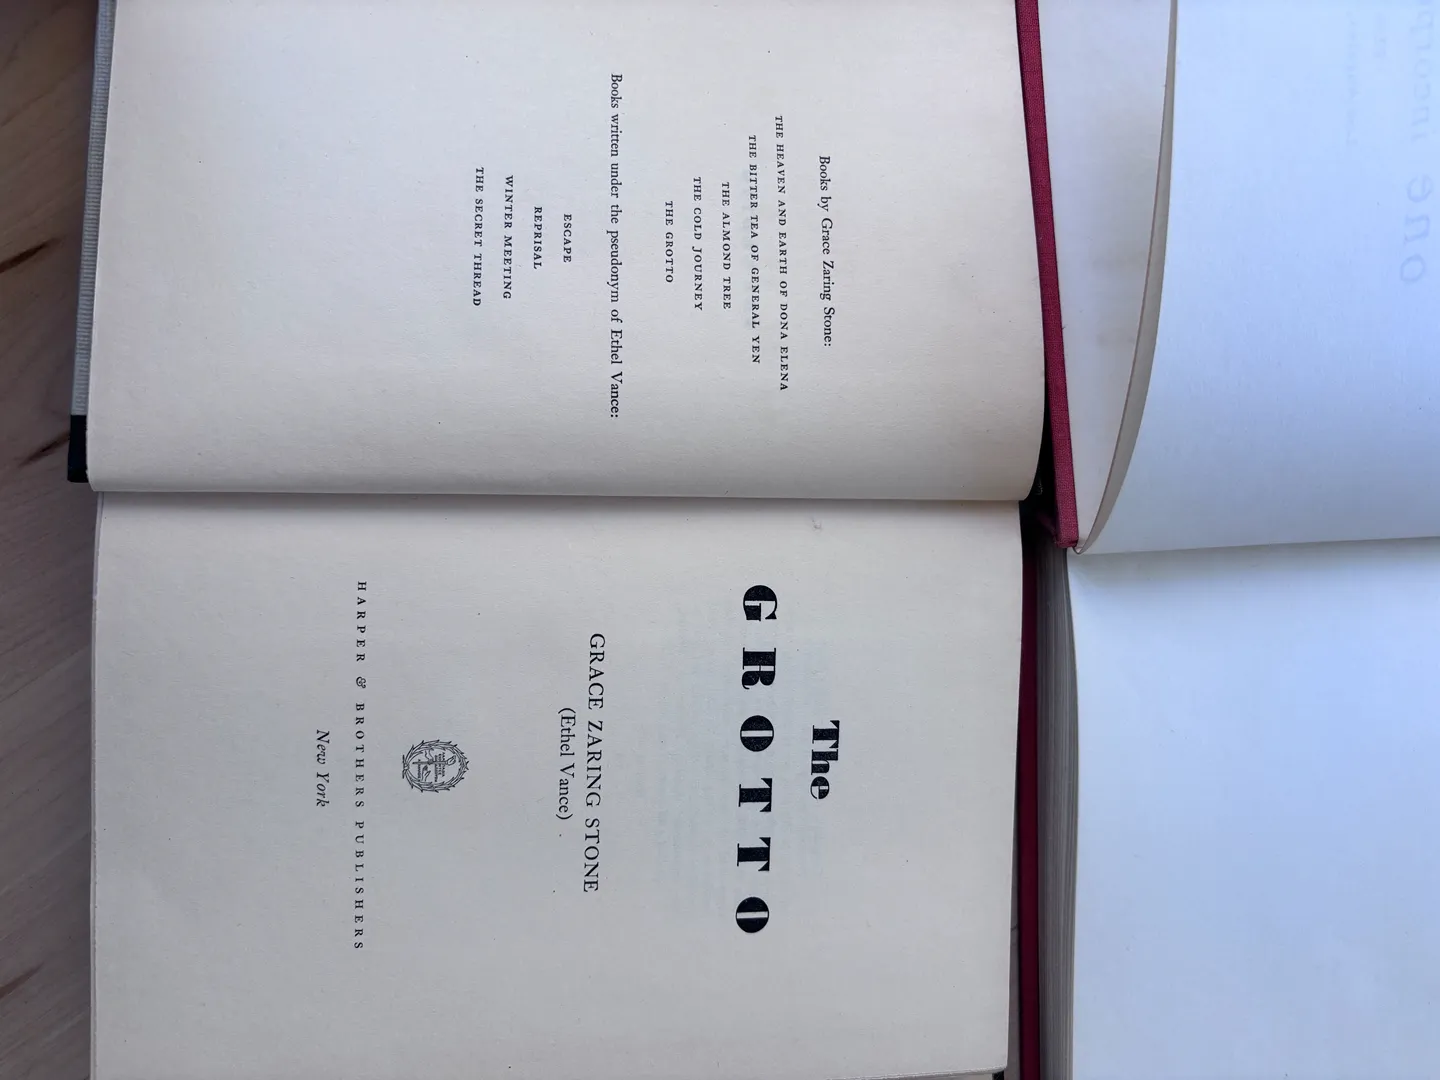 Books by Grace Zaring Stone:
THE HEAVEN AND EARTH OF DONA ELENA
THE BITTER TEA OF GENERAL YEN
THE ALMOND TREE
THE COLD JOURNEY
THE GROTTO
Books written under the pseudonym of Ethel Vance:
ESCAPE
REPRISAL
WINTER MEETING
THE SECRET THREAD
The
GROTTO
GRACE ZARING STONE
(Ethel Vance)
HARPER & BROTHERS PUBLISHERS
New York